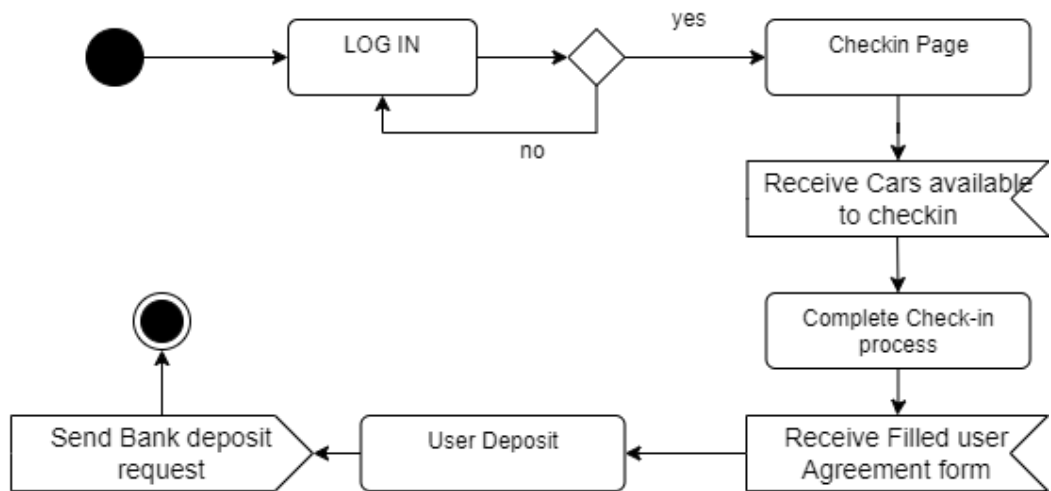 LOG IN
yes
Checkin Page
no
Receive Cars available
to checkin
Complete Check-in
process
Receive Filled user
Agreement form
User Deposit
Send Bank deposit
request